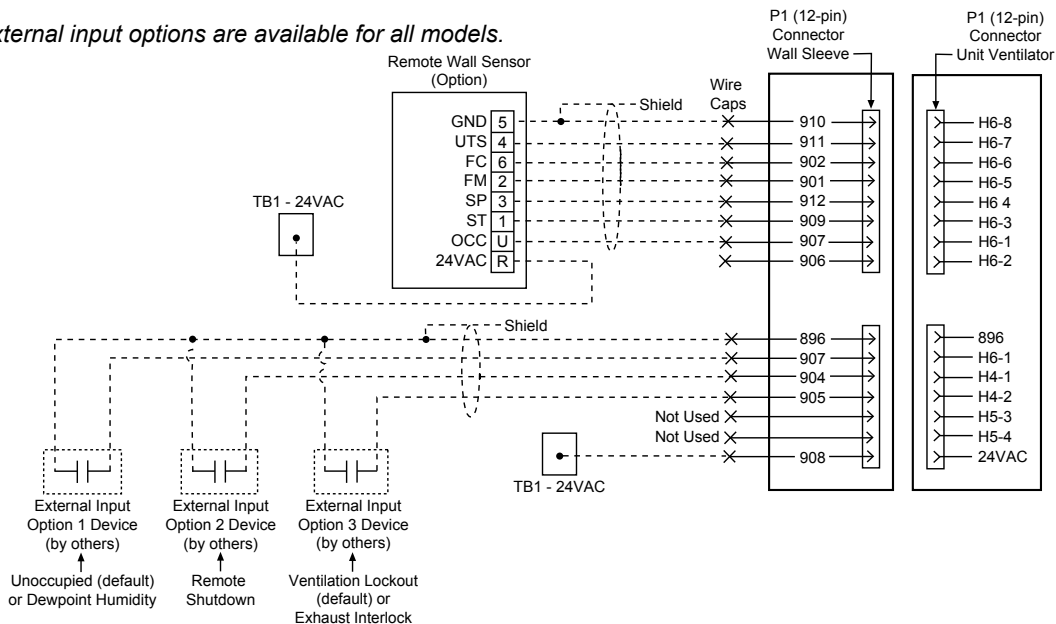 xternal input options are available for all models.
P1 (12-pin)
Connector
Wall Sleeve
P1 (12-pin)
Connector
Unit Ventilator
Remote Wall Sensor
(Option)
Wire
Caps
Shield
GND 5 910 H6-8
UTS 4 911 H6-7
FC 6 902 H6-6
FM 2 901 H6-5
SP 3 912 H6 4
ST 1 909 H6-3
OCC U 907 H6-1
24VAC R 906 H6-2
TB1 - 24VAC
Shield
896 896
907 H6-1
904 H4-1
905 H4-2
Not Used H5-3
Not Used H5-4
908 24VAC
TB1 - 24VAC
External Input
Option 1 Device
(by others)
Unoccupied (default)
or Dewpoint Humidity
External Input
Option 2 Device
(by others)
Remote
Shutdown
External Input
Option 3 Device
(by others)
Ventilation Lockout
(default) or
Exhaust Interlock